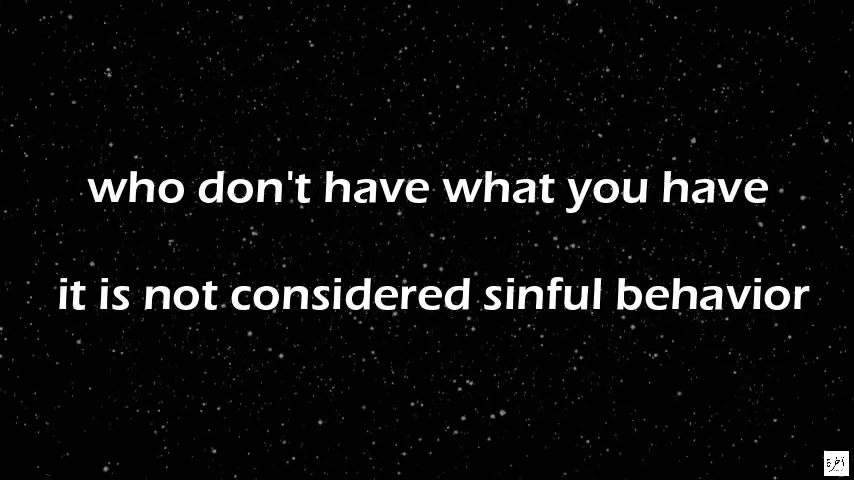 who don't have what you have
it is not considered sinful behavior